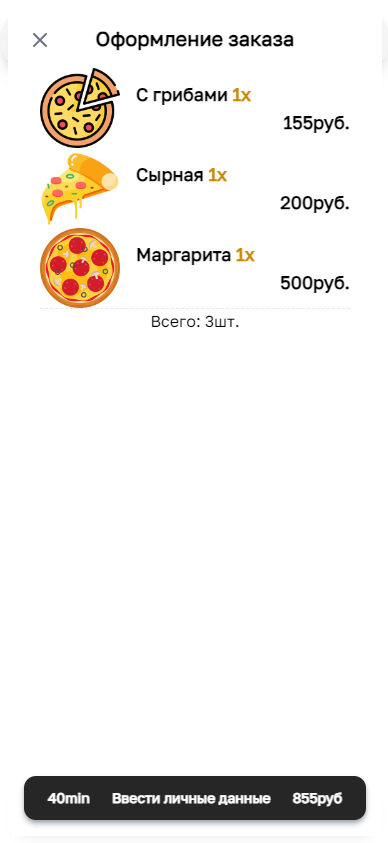 Оформление заказа
С грибами 1x
155руб.
Сырная 1x
200руб.
Маргарита 1x
500руб.
Всего: 3шт.
40min Ввести личные данные 855руб